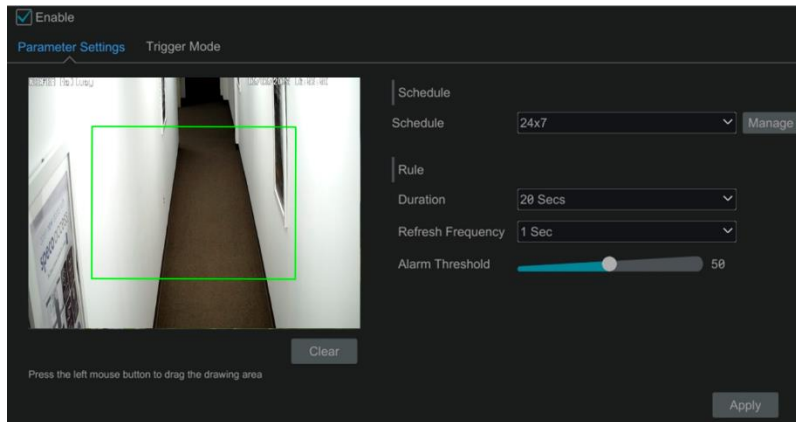 Enable
Parameter Settings Trigger Mode
Schedule
Schedule 24x7 Manage
Rule
Duration 20 Secs
Refresh Frequency 1 Sec
Alarm Threshold 50
speco
Clear
Press the left mouse button to drag the drawing area
Apply